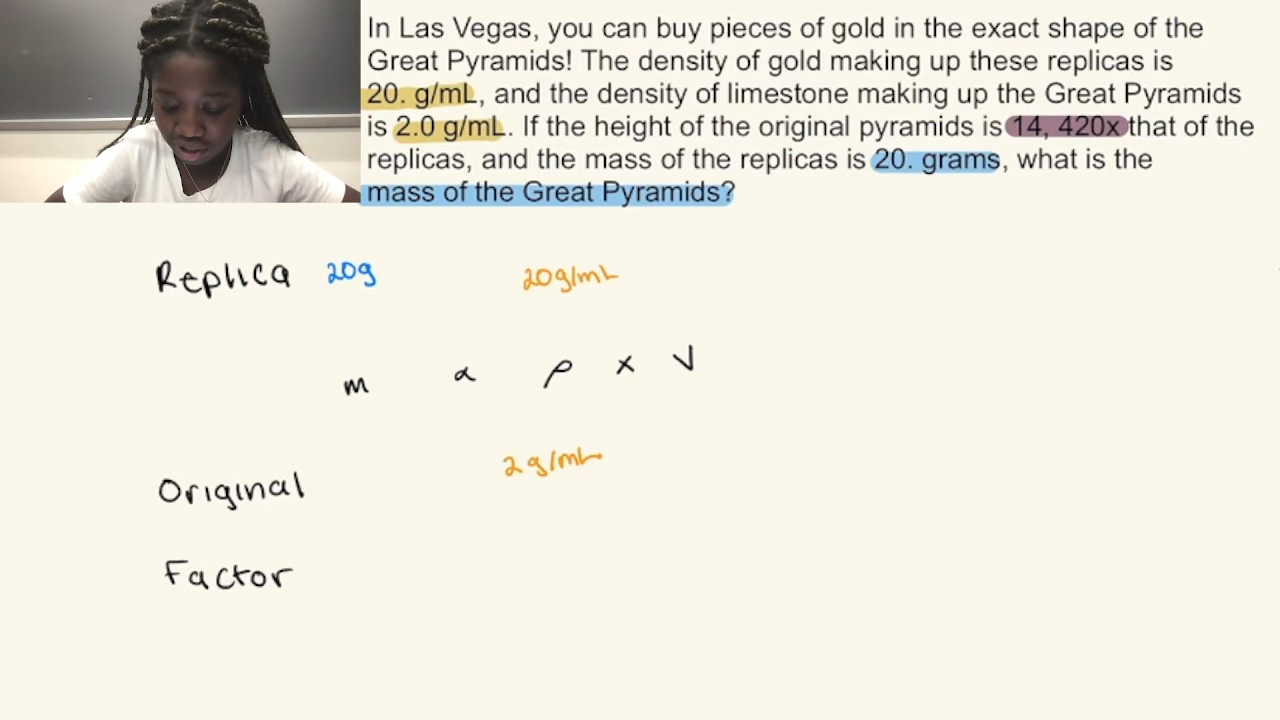 In Las Vegas, you can buy pieces of gold in the exact shape of the
Great Pyramids! The density of gold making up these replicas is
20. g/mL, and the density of limestone making up the Great Pyramids
is 2.0 g/mL. If the height of the original pyramids is 14, 420x that of the
replicas, and the mass of the replicas is 20. grams, what is the
mass of the Great Pyramids?
Replica 20g 20g/mL
m α ρ x V
2g/mL
Original
Factor